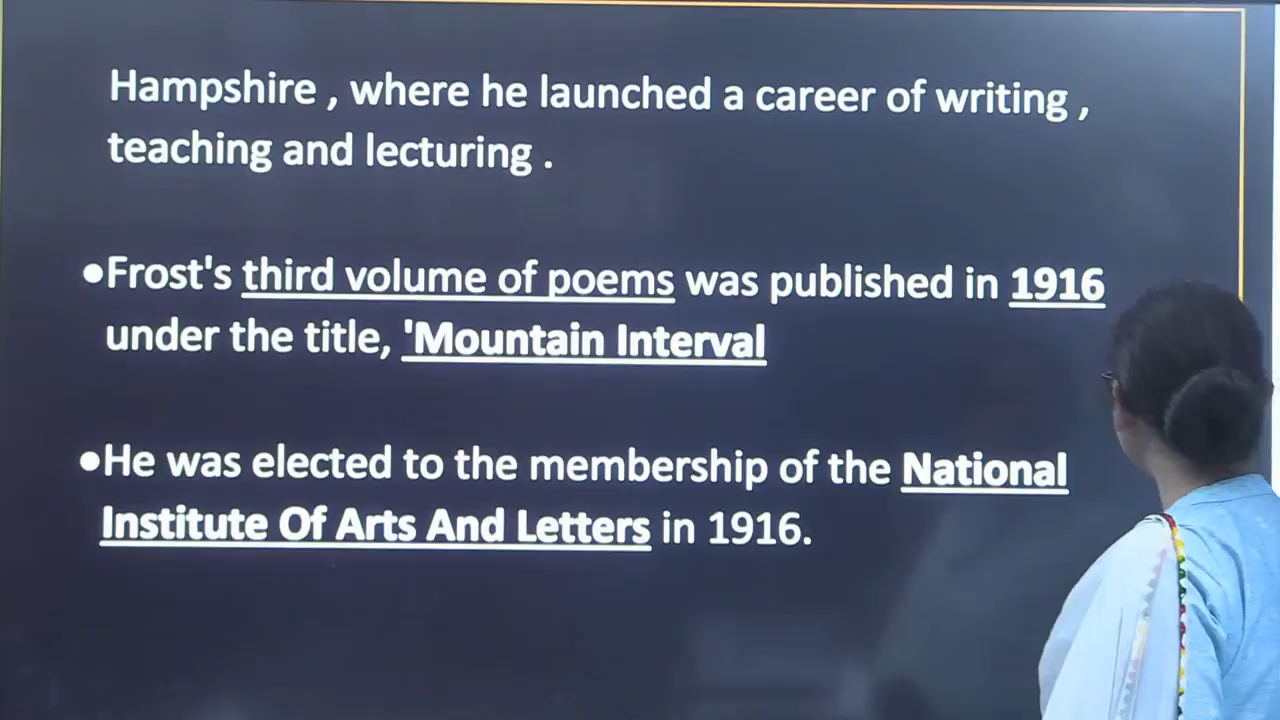 Hampshire , where he launched a career of writing ,
teaching and lecturing .
●Frost's third volume of poems was published in 1916
under the title, 'Mountain Interval
●He was elected to the membership of the National
Institute Of Arts And Letters in 1916.